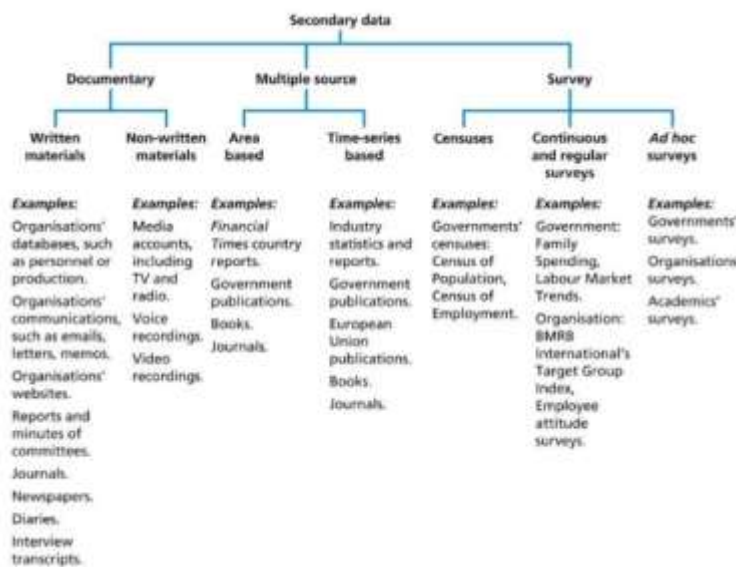 Secondary data
Documentary
Multiple source
Survey
Written
materials
Non-written
materials
Area
based
Time-series
based
Censuses
Continuous
and regular
surveys
Ad hoc
surveys
Examples:
Organisations'
databases, such
as personnel or
production.
Organisations'
communications,
such as emails,
letters, memos.
Organisations'
websites.
Reports and
minutes of
committees.
Journals.
Newspapers.
Diaries.
Interview
transcripts.
Examples:
Media
accounts,
including
TV and
radio.
Voice
recordings.
Video
recordings.
Examples:
Financial
Times country
reports.
Government
publications.
Books.
Journals.
Examples:
Industry
statistics and
reports.
Government
publications.
European
Union
publications.
Books.
Journals.
Examples:
Governments'
censuses:
Census of
Population,
Census of
Employment.
Examples:
Government:
Family
Spending,
Labour Market
Trends.
Organisation:
BMRB
International's
Target Group
Index,
Employee
attitude
surveys.
Examples:
Governments'
surveys.
Organisations'
surveys.
Academics'
surveys.